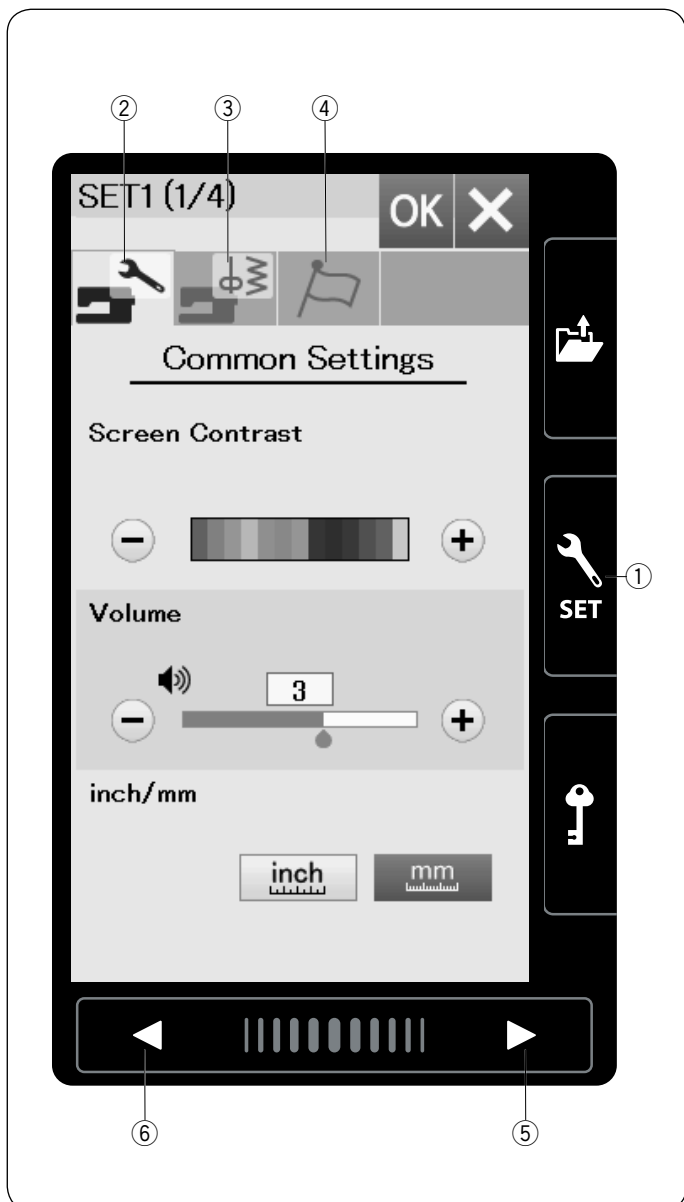 ② ③ ④
SET1 (1/4)
OK
Common Settings
Screen Contrast
SET
①
Volume
3
inch/mm
inch
mm
⑥ ⑤